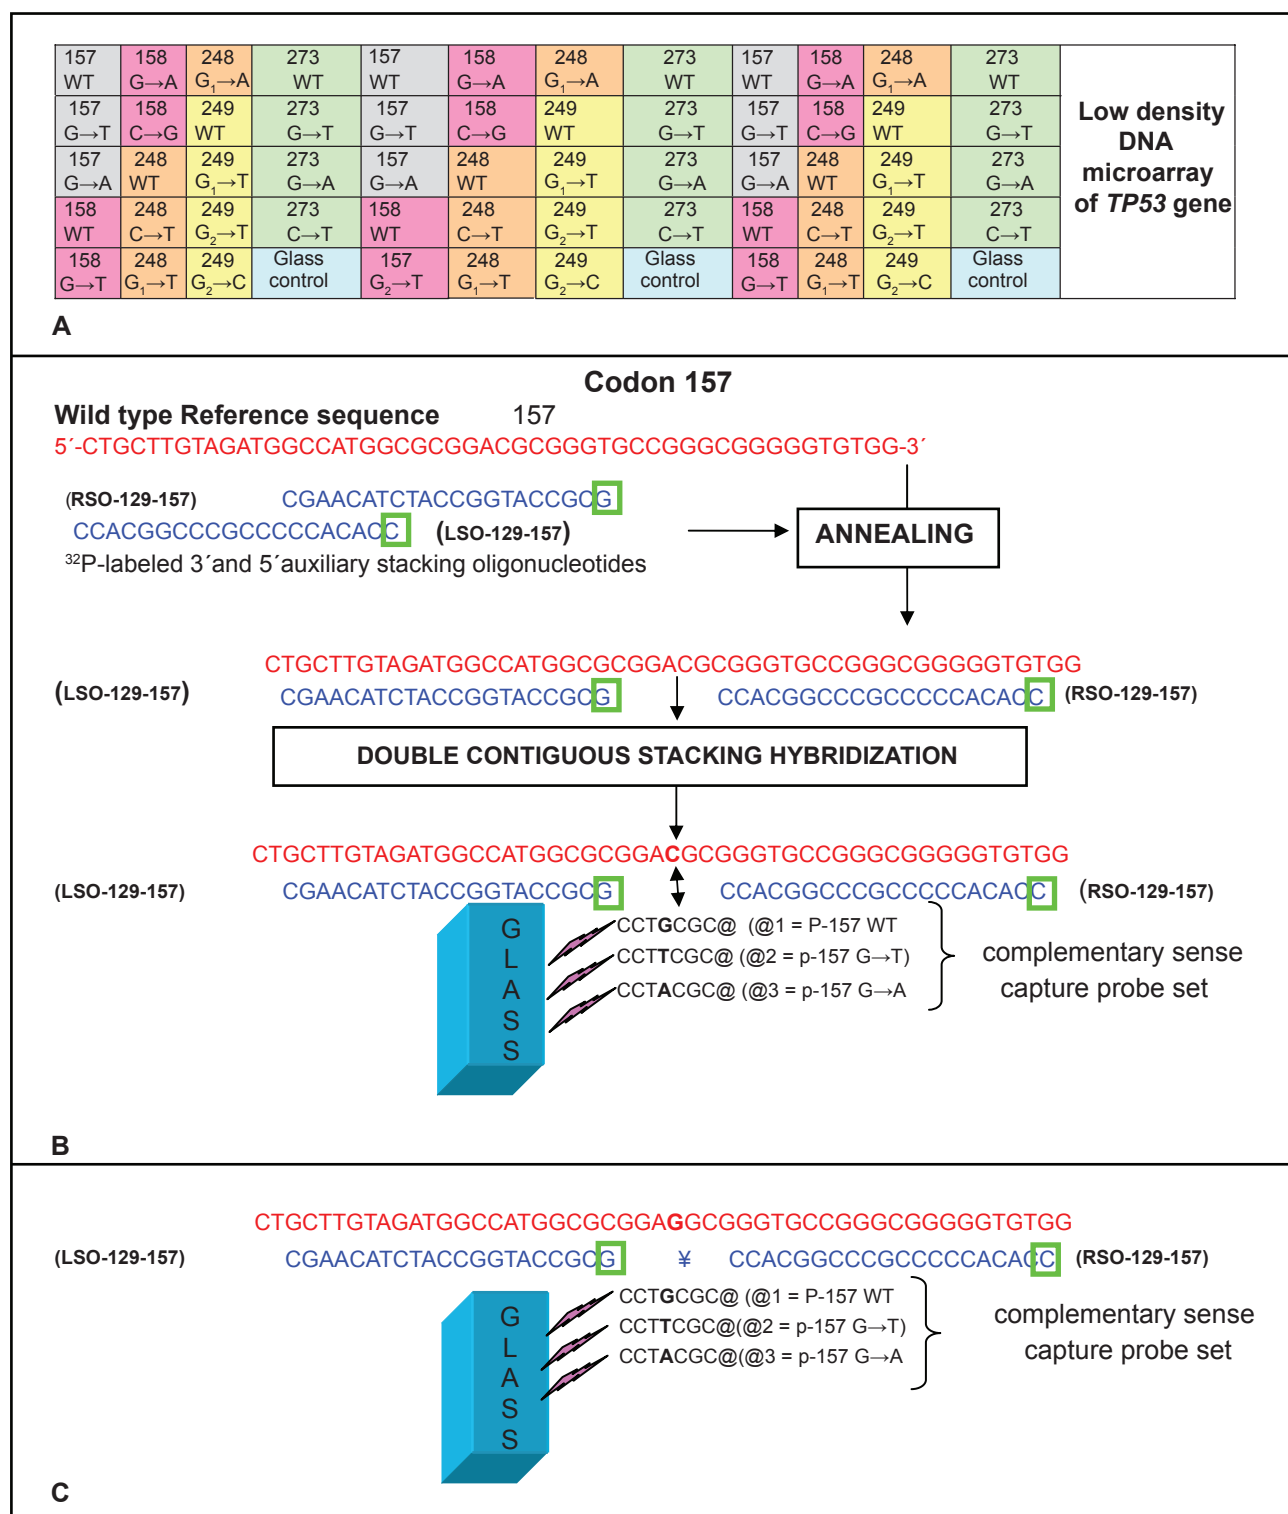 157 158 248 273 157 158 248 273 157 158 248 273
WT G→A G₁→A WT WT G→A G₁→A WT WT G→A G₁→A WT
157 158 249 273 157 158 249 273 157 158 249 273
G→T C→G WT G→T G→T C→G WT G→T G→T C→G WT G→T
157 248 249 273 157 248 249 273 157 248 249 273
G→A WT G₁→T G→A G→A WT G₁→T G→A G→A WT G₁→T G→A
158 248 249 273 158 248 249 273 158 248 249 273
WT C→T G₂→T C→T WT C→T G₂→T C→T WT C→T G₂→T C→T
158 248 249 Glass 157 248 249 Glass 158 248 249 Glass
G→T G₁→T G₂→C control G₂→T G₁→T G₂→C control G→T G₁→T G₂→C control
Low density
DNA
microarray
of TP53 gene
A
Codon 157
Wild type Reference sequence 157
5´-CTGCTTGTAGATGGCCATGGCGCGGACGCGGGTGCCGGGCGGGGGTGTGG-3´
(RSO-129-157) CGAACATCTACCGGTACCGCG
CCACGGCCCGCCCCCACACC (LSO-129-157)
³²P-labeled 3´and 5´auxiliary stacking oligonucleotides
ANNEALING
CTGCTTGTAGATGGCCATGGCGCGGACGCGGGTGCCGGGCGGGGGTGTGG
(LSO-129-157) CGAACATCTACCGGTACCGCG CCACGGCCCGCCCCCACACC (RSO-129-157)
DOUBLE CONTIGUOUS STACKING HYBRIDIZATION
CTGCTTGTAGATGGCCATGGCGCGGACGCGGGTGCCGGGCGGGGGTGTGG
(LSO-129-157) CGAACATCTACCGGTACCGCG CCACGGCCCGCCCCCACACC (RSO-129-157)
GLASS
CCTGCGC@ (@1 = P-157 WT
CCTTCGC@ (@2 = p-157 G→T)
CCTACGC@ (@3 = p-157 G→A
complementary sense
capture probe set
B
CTGCTTGTAGATGGCCATGGCGCGGAGGCGGGTGCCGGGCGGGGGTGTGG
(LSO-129-157) CGAACATCTACCGGTACCGCG ¥ CCACGGCCCGCCCCCACACC (RSO-129-157)
GLASS
CCTGCGC@ (@1 = P-157 WT
CCTTCGC@(@2 = p-157 G→T)
CCTACGC@(@3 = p-157 G→A
complementary sense
capture probe set
C